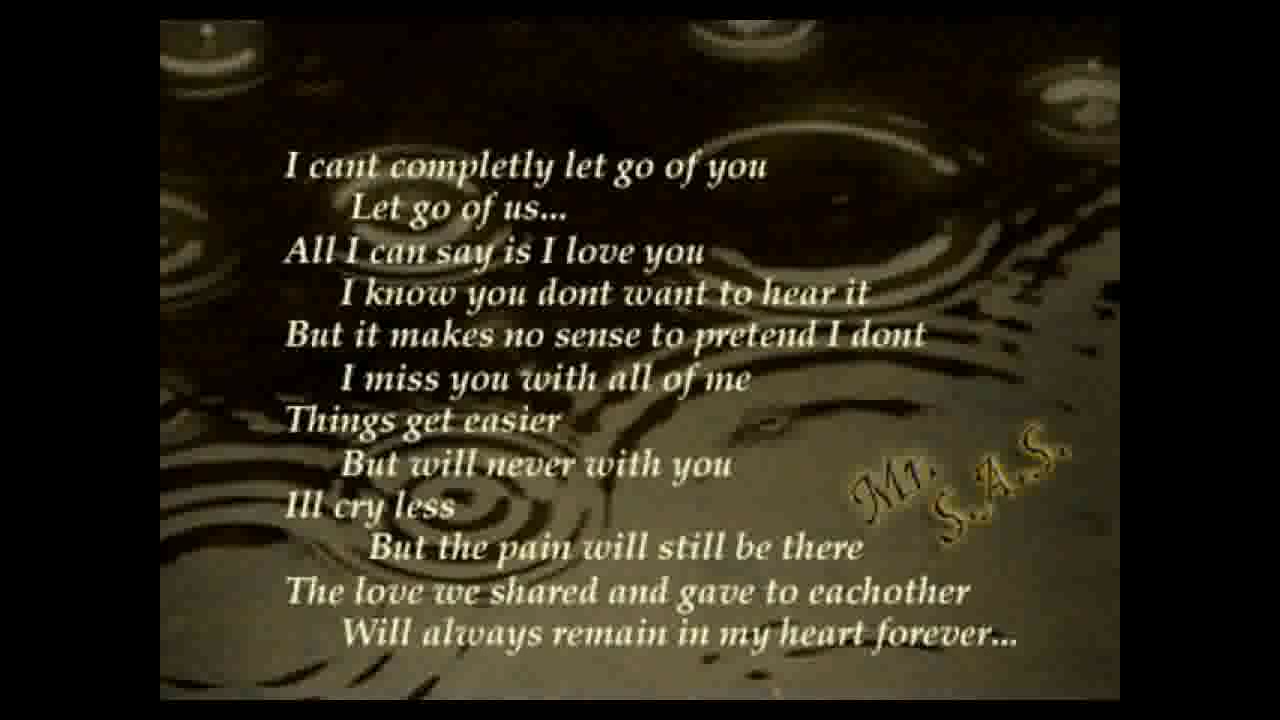 I cant completly let go of you
Let go of us...
All I can say is I love you
I know you dont want to hear it
But it makes no sense to pretend I dont
I miss you with all of me
Things get easier
But will never with you
Ill cry less
But the pain will still be there
The love we shared and gave to eachother
Will always remain in my heart forever...
Mr.
S.A.S.